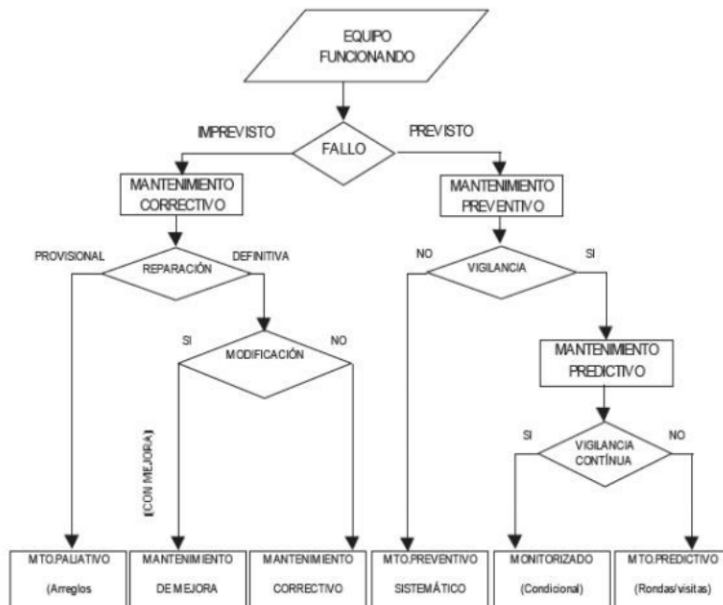 EQUIPO
FUNCIONANDO
IMPREVISTO
PREVISTO
FALLO
MANTENIMIENTO
CORRECTIVO
MANTENIMIENTO
PREVENTIVO
PROVISIONAL
REPARACIÓN
DEFINITIVA
NO
VIGILANCIA
SI
SI
MODIFICACIÓN
NO
MANTENIMIENTO
PREDICTIVO
(CON MEJORA)
SI
VIGILANCIA
CONTÍNUA
NO
MTO.PALIATIVO
(Arreglos
MANTENIMIENTO
DE MEJORA
MANTENIMIENTO
CORRECTIVO
MTO.PREVENTIVO
SISTEMÁTICO
MONITORIZADO
(Condicional)
MTO.PREDICTIVO
(Rondas/visitas)